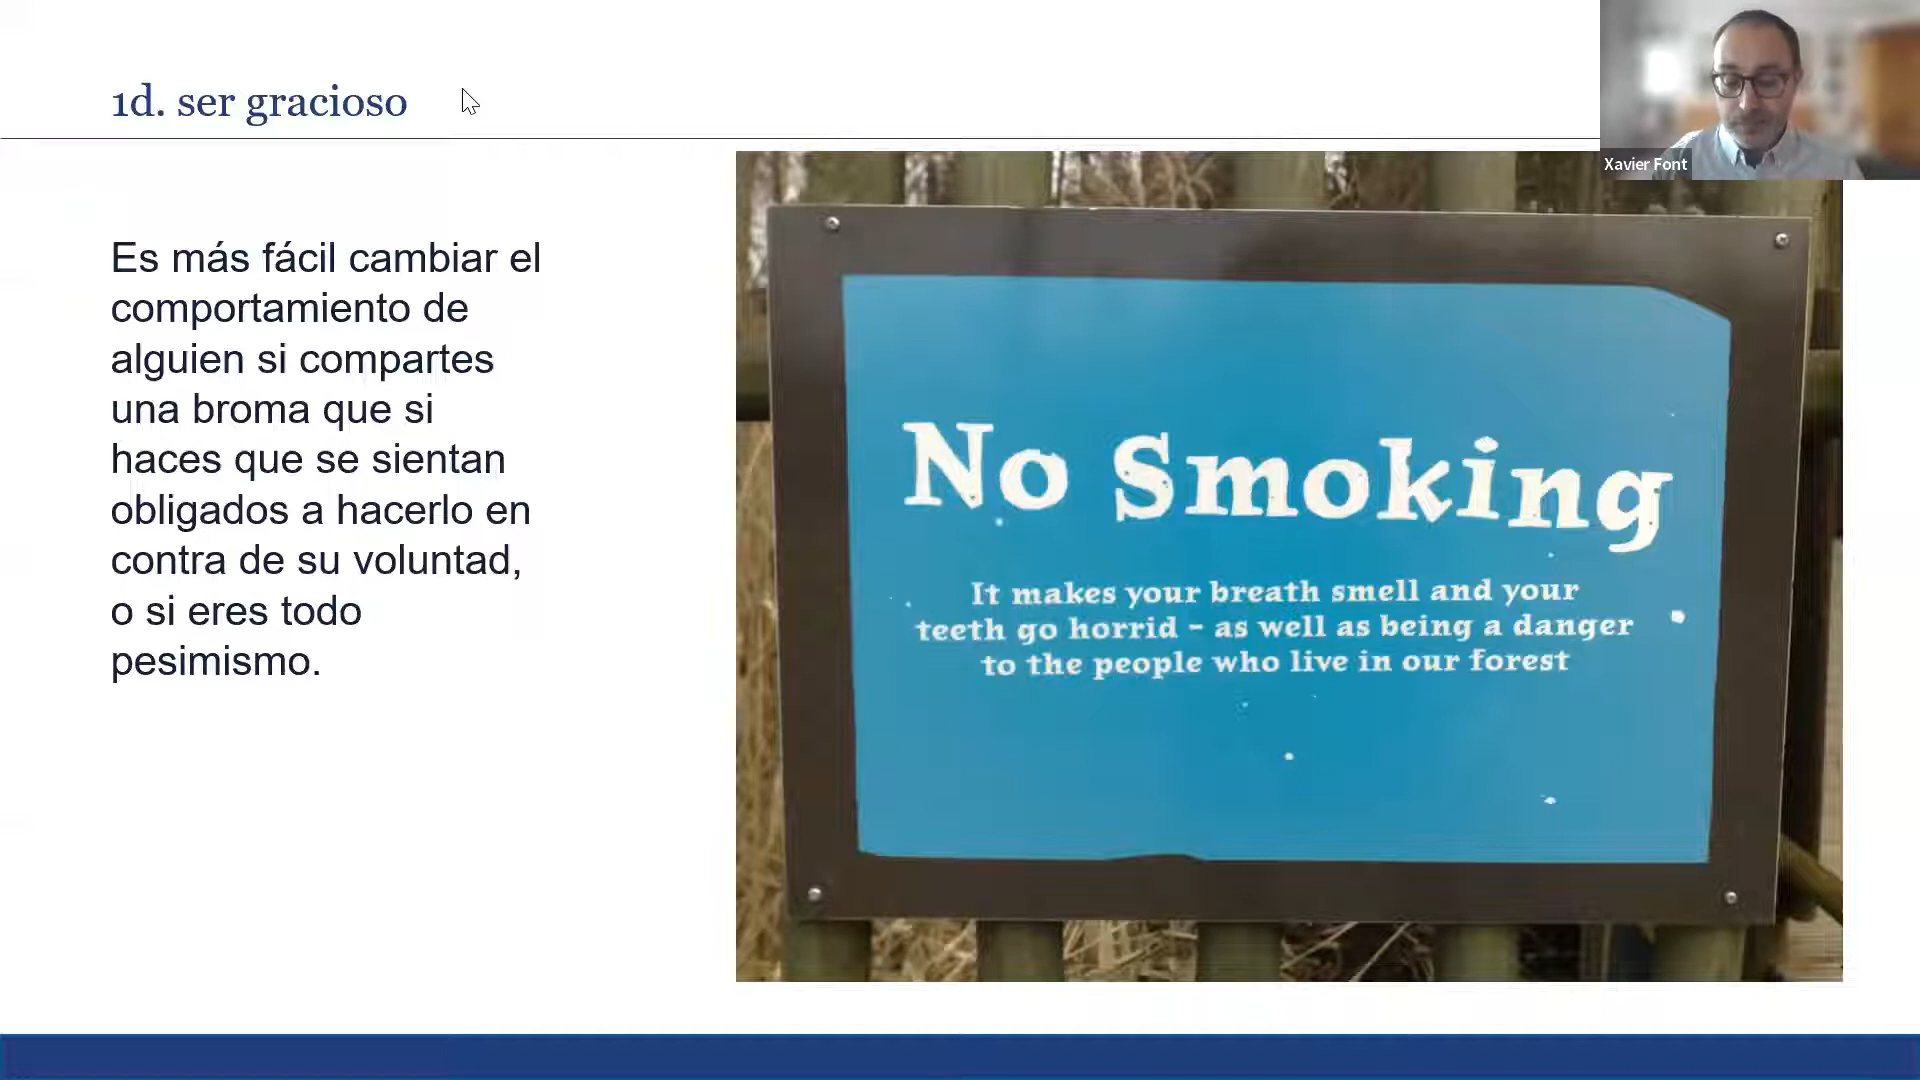 1d. ser gracioso
Xavier Font
Es más fácil cambiar el
comportamiento de
alguien si compartes
una broma que si
haces que se sientan
obligados a hacerlo en
contra de su voluntad,
o si eres todo
pesimismo.
No Smoking
It makes your breath smell and your
teeth go horrid - as well as being a danger
to the people who live in our forest